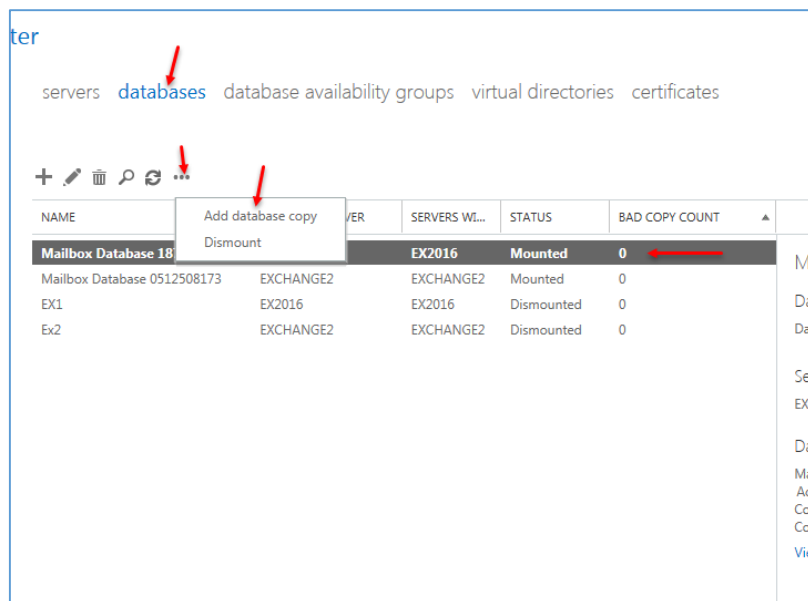 ter
servers databases database availability groups virtual directories certificates
Add database copy
Dismount
NAME VER SERVERS WI... STATUS BAD COPY COUNT
Mailbox Database 18 EX2016 Mounted 0
Mailbox Database 0512508173 EXCHANGE2 EXCHANGE2 Mounted 0
EX1 EX2016 EX2016 Dismounted 0
Ex2 EXCHANGE2 EXCHANGE2 Dismounted 0
M
Da
Da
Se
EX
Da
Ma
Ac
Co
Co
Vie